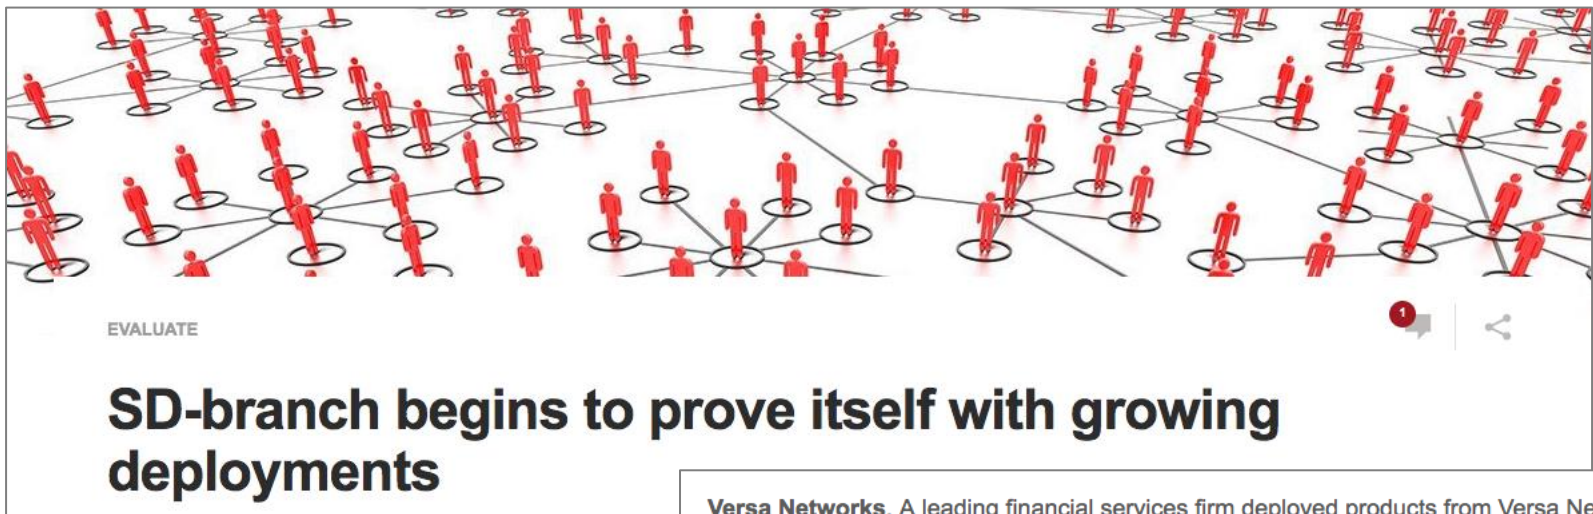 EVALUATE
1
SD-branch begins to prove itself with growing
deployments
Versa Networks. A leading financial services firm deployed products from Versa Ne